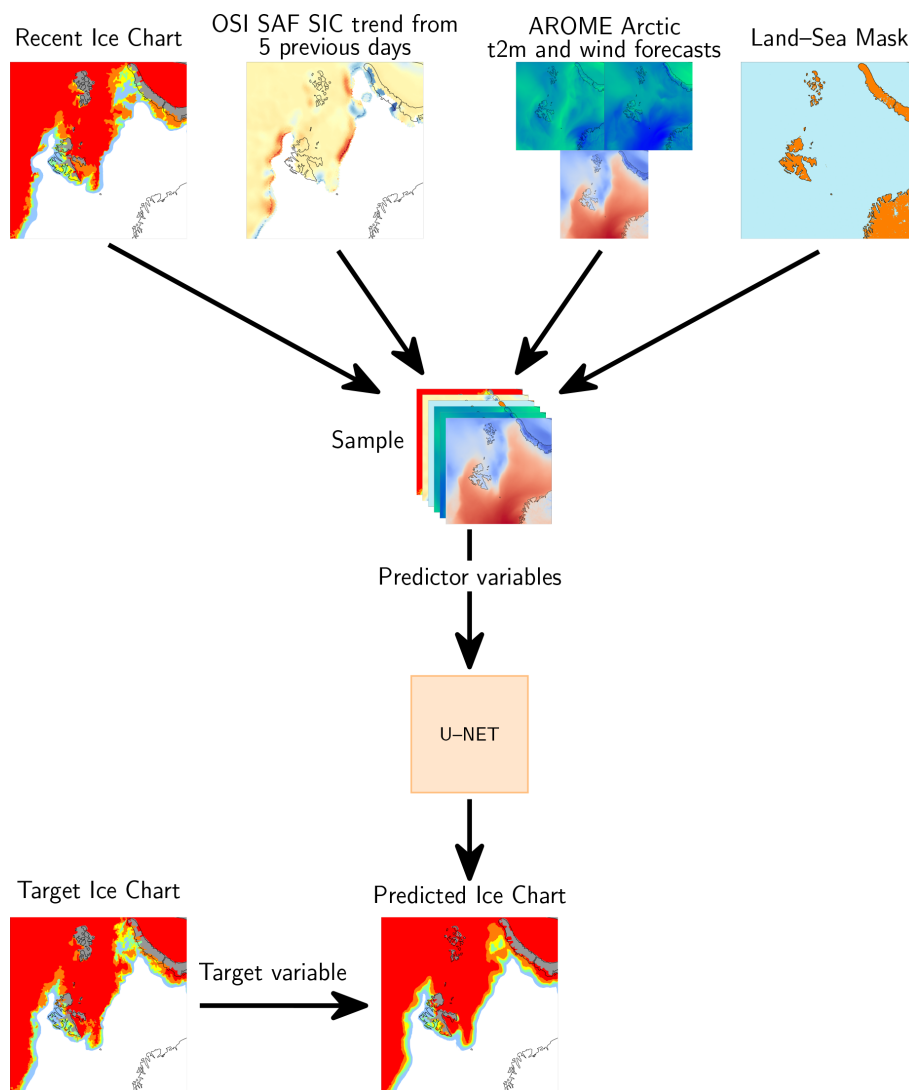 Recent Ice Chart
OSI SAF SIC trend from
5 previous days
AROME Arctic
t2m and wind forecasts
Land–Sea Mask
Sample
Predictor variables
U–NET
Target Ice Chart
Predicted Ice Chart
Target variable